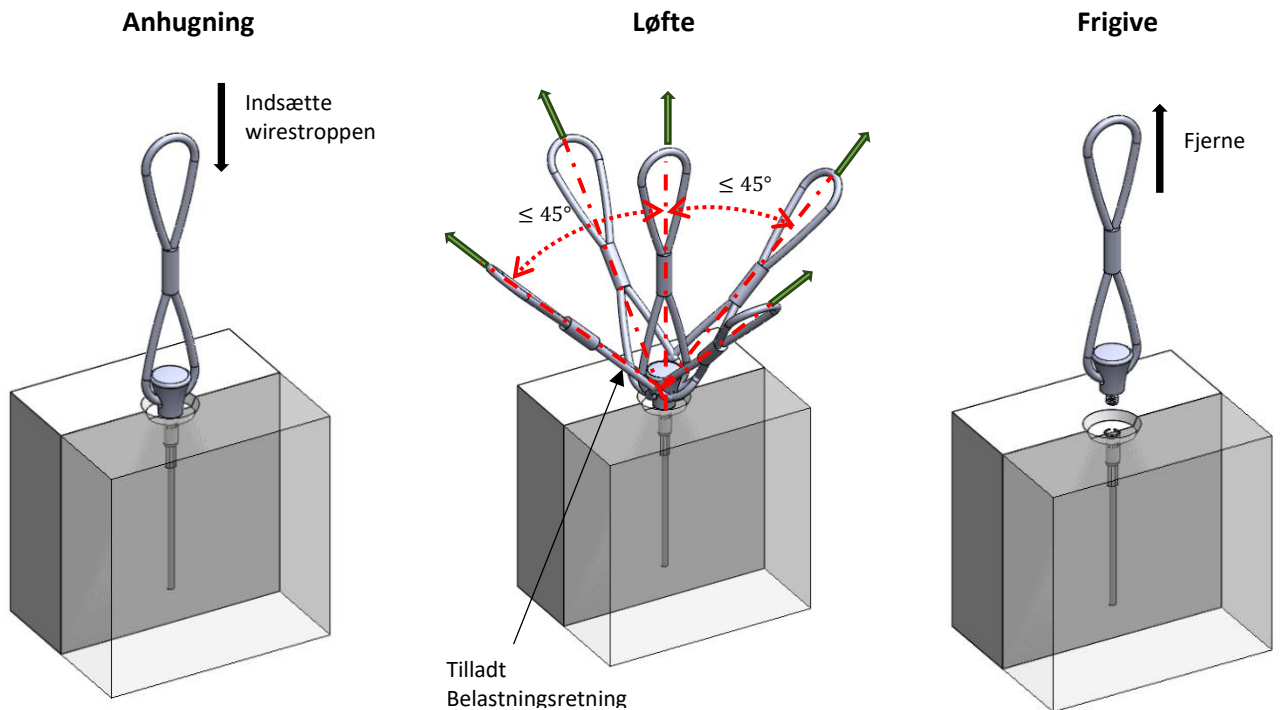 Anhugning
Indsætte
wirestroppen
Løfte
≤ 45°
≤ 45°
Tilladt
Belastningsretning
Frigive
Fjerne